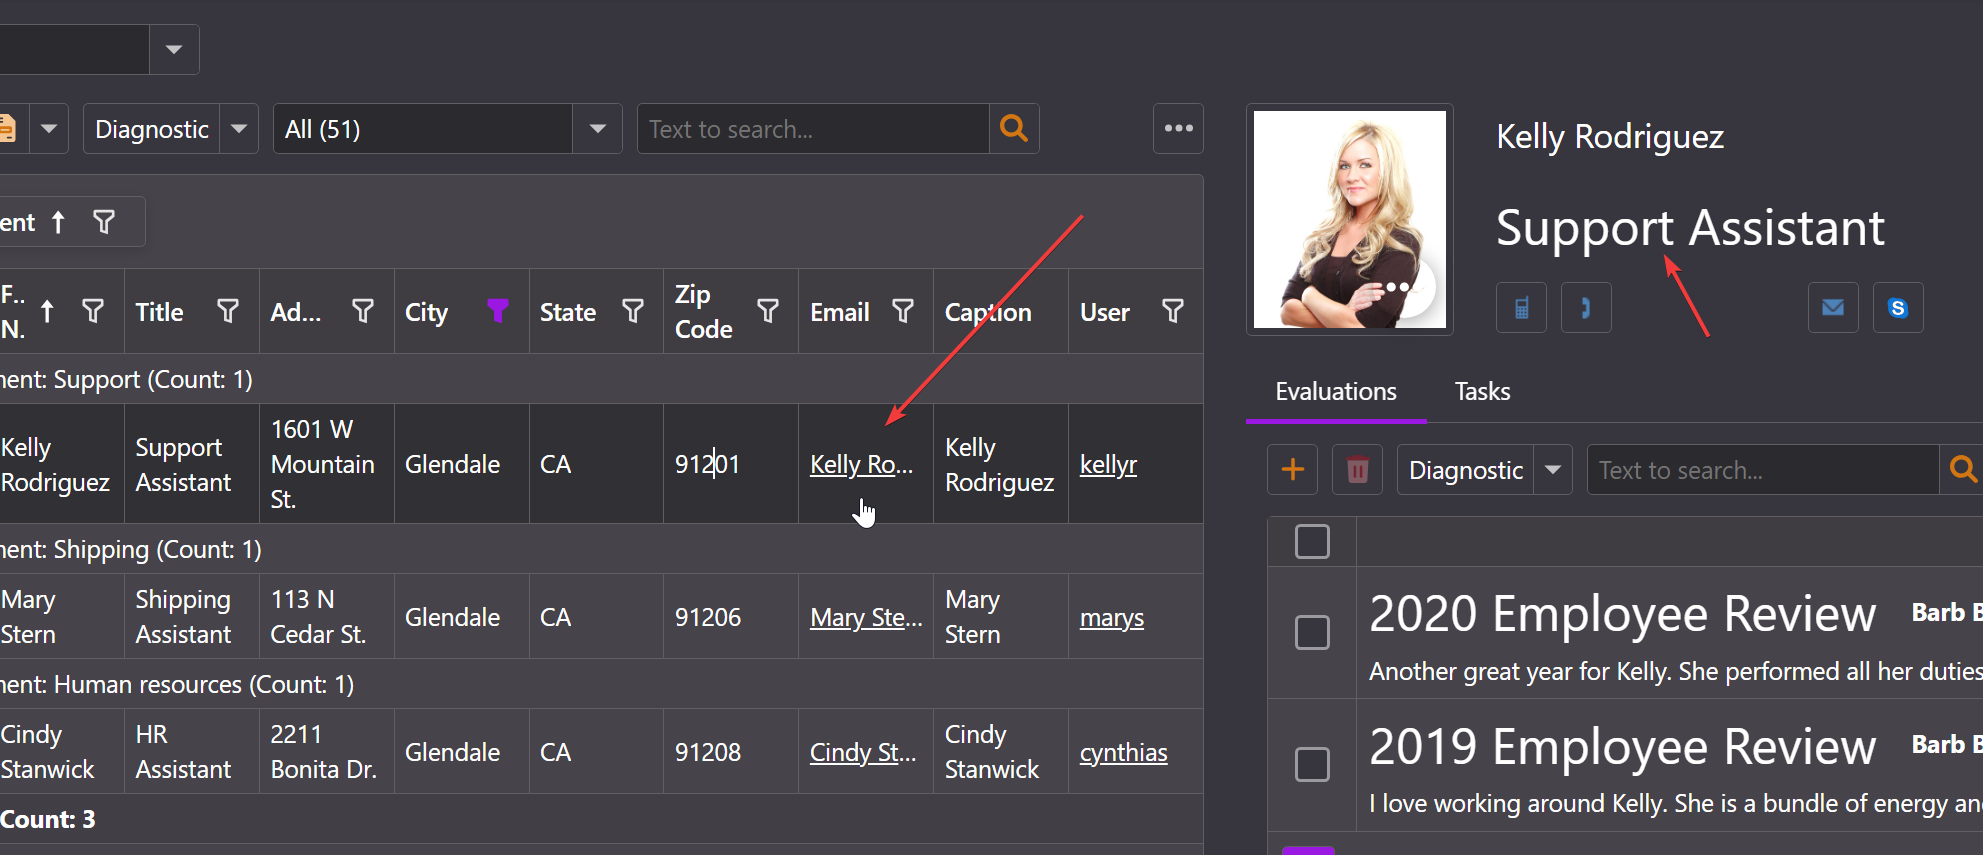 Diagnostic
All (51)
Text to search...
ent
F.. N.
Title
Ad...
City
State
Zip Code
Email
Caption
User
nent: Support (Count: 1)
Kelly Rodriguez
Support Assistant
1601 W Mountain St.
Glendale
CA
91201
Kelly Ro...
Kelly Rodriguez
kellyr
nent: Shipping (Count: 1)
Mary Stern
Shipping Assistant
113 N Cedar St.
Glendale
CA
91206
Mary Ste...
Mary Stern
marys
nent: Human resources (Count: 1)
Cindy Stanwick
HR Assistant
2211 Bonita Dr.
Glendale
CA
91208
Cindy St...
Cindy Stanwick
cynthias
Count: 3
Kelly Rodriguez
Support Assistant
Evaluations
Tasks
Diagnostic
Text to search...
2020 Employee Review
Barb B
Another great year for Kelly. She performed all her duties
2019 Employee Review
Barb B
I love working around Kelly. She is a bundle of energy an